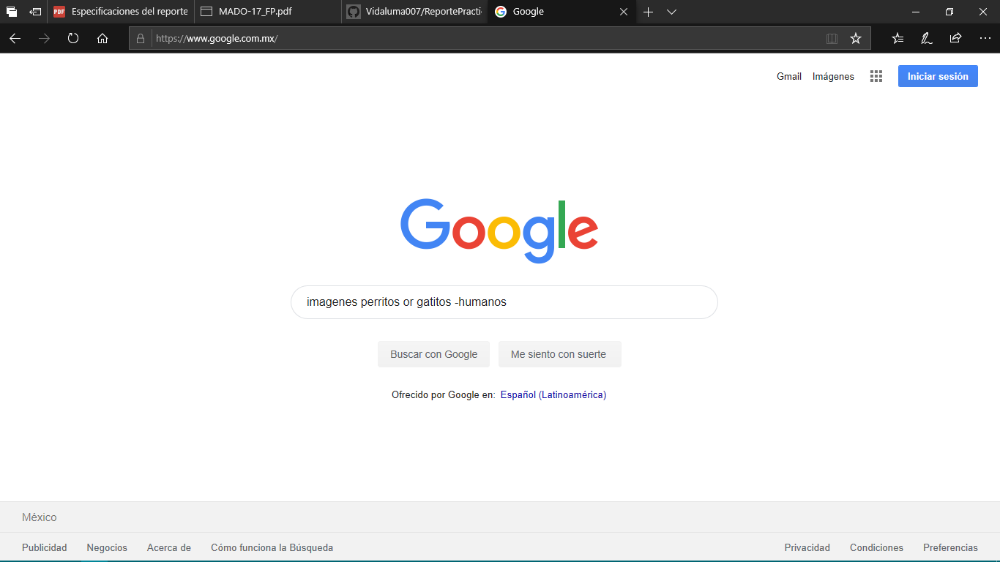 PDF Especificaciones del reporte
MADO-17_FP.pdf
Vidaluma007/ReportePracti
Google
https://www.google.com.mx/
Gmail Imágenes Iniciar sesión
Google
imagenes perritos or gatitos -humanos
Buscar con Google Me siento con suerte
Ofrecido por Google en: Español (Latinoamérica)
México
Publicidad Negocios Acerca de Cómo funciona la Búsqueda Privacidad Condiciones Preferencias